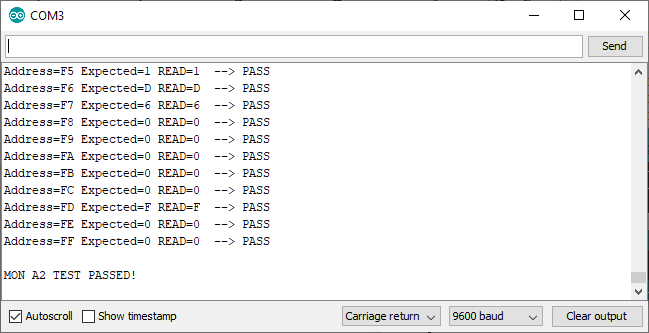 COM3
Send
Address=F5 Expected=1 READ=1  --> PASS
Address=F6 Expected=D READ=D  --> PASS
Address=F7 Expected=6 READ=6  --> PASS
Address=F8 Expected=0 READ=0  --> PASS
Address=F9 Expected=0 READ=0  --> PASS
Address=FA Expected=0 READ=0  --> PASS
Address=FB Expected=0 READ=0  --> PASS
Address=FC Expected=0 READ=0  --> PASS
Address=FD Expected=F READ=F  --> PASS
Address=FE Expected=0 READ=0  --> PASS
Address=FF Expected=0 READ=0  --> PASS
MON A2 TEST PASSED!
Autoscroll Show timestamp Carriage return 9600 baud Clear output